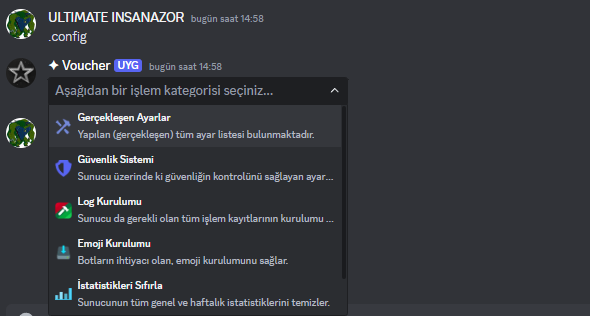 ULTIMATE INSANAZOR bugün saat 14:58
.config
✦ Voucher UYG bugün saat 14:58
Aşağıdan bir işlem kategorisi seçiniz...
Gerçekleşen Ayarlar
Yapılan (gerçekleşen) tüm ayar listesi bulunmaktadır.
Güvenlik Sistemi
Sunucu üzerinde ki güvenliğin kontrolünü sağlayan ayar...
Log Kurulumu
Sunucu da gerekli olan tüm işlem kayıtlarının kurulumu ...
Emoji Kurulumu
Botların ihtiyacı olan, emoji kurulumunu sağlar.
İstatistikleri Sıfırla
Sunucunun tüm genel ve haftalık istatistiklerini temizler.